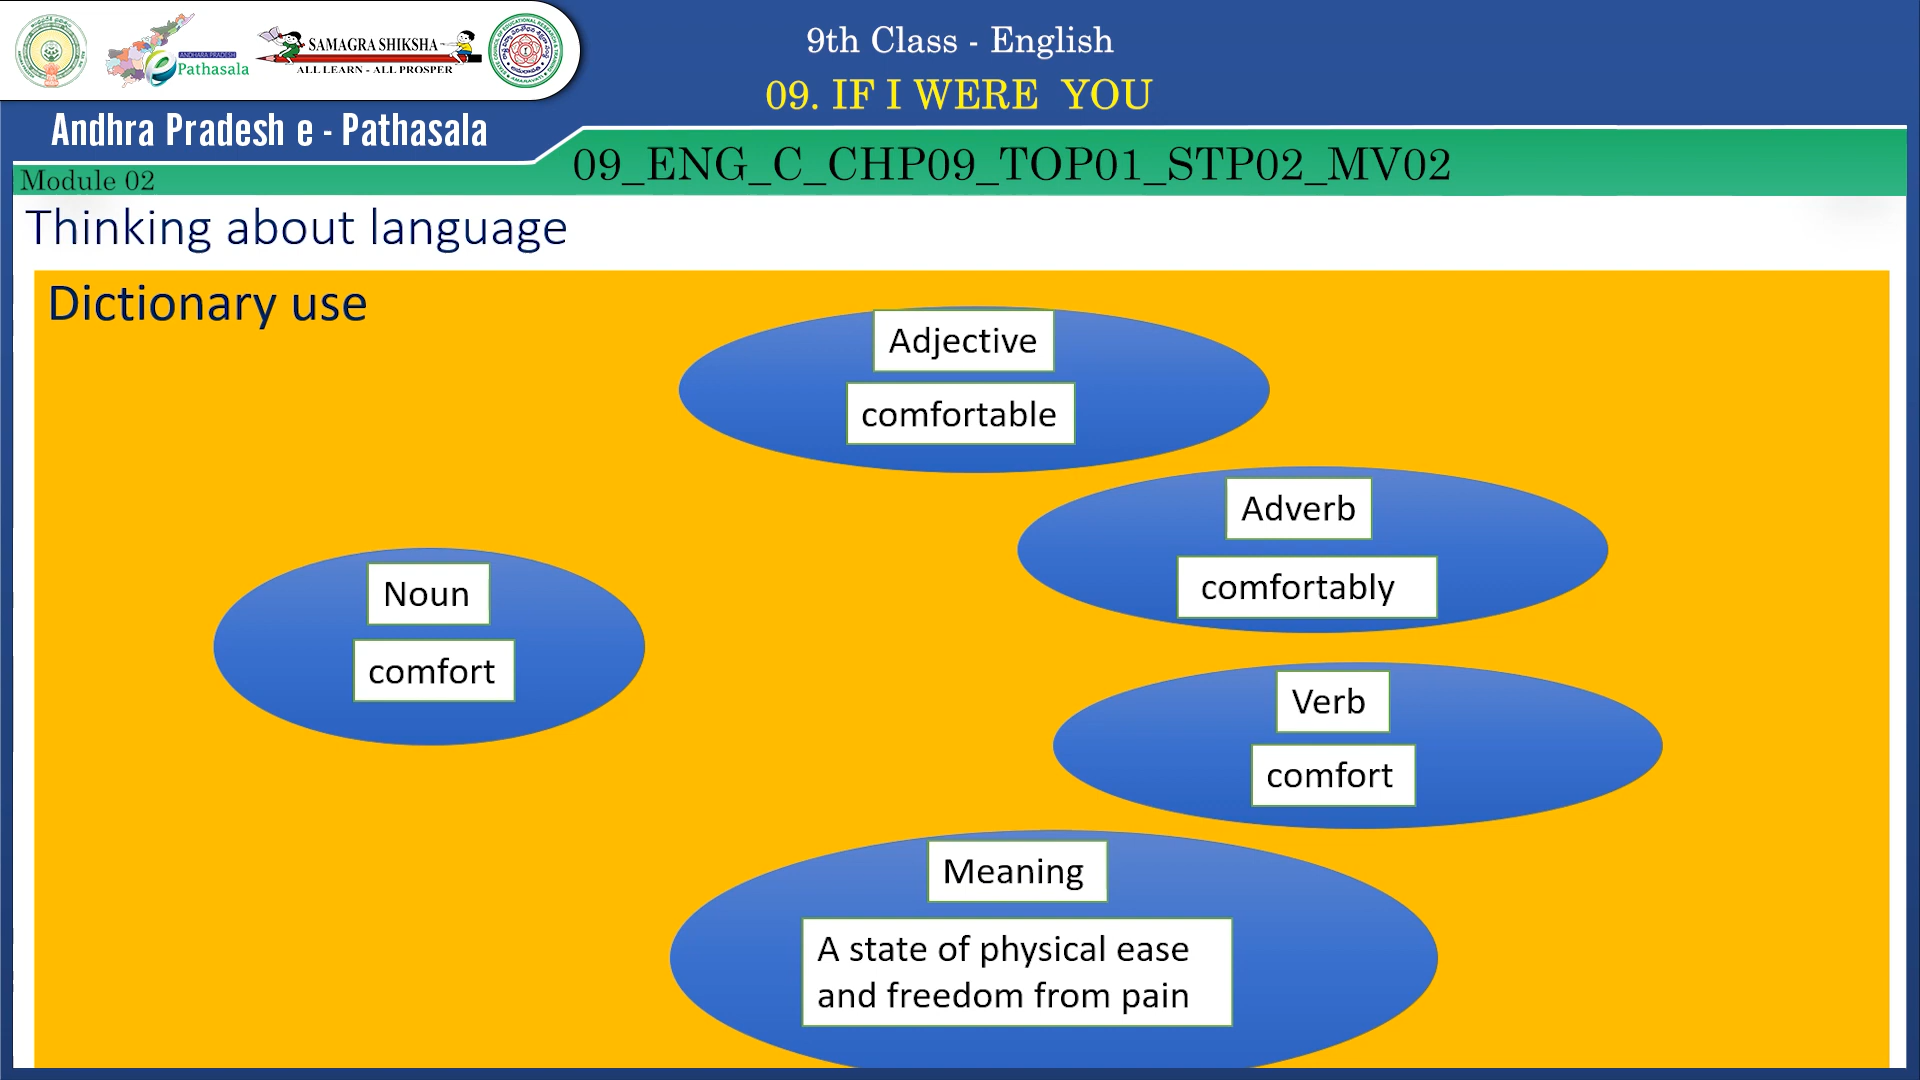 ANDHRA PRADESH
e Pathasala
SAMAGRA SHIKSHA
ALL LEARN - ALL PROSPER
Andhra Pradesh e - Pathasala
9th Class - English
09. IF I WERE YOU
Module 02
09_ENG_C_CHP09_TOP01_STP02_MV02
Thinking about language
Dictionary use
Adjective
comfortable
Adverb
comfortably
Noun
comfort
Verb
comfort
Meaning
A state of physical ease
and freedom from pain